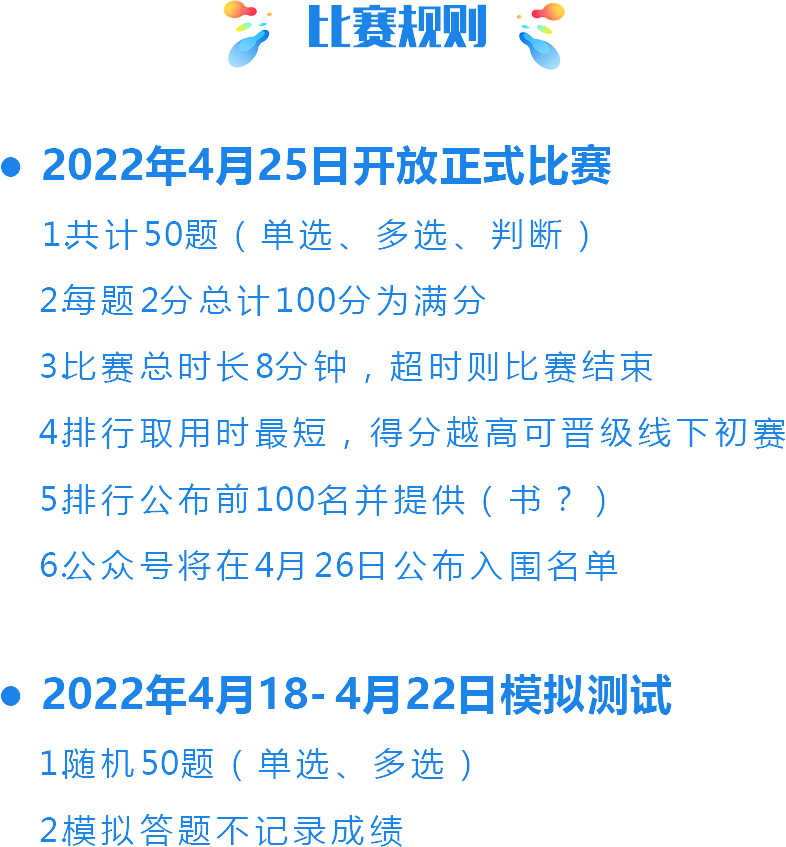 比赛规则
2022年4月25日开放正式比赛
1.共计50题（单选、多选、判断）
2.每题2分总计100分为满分
3.比赛总时长8分钟，超时则比赛结束
4.排行取用时最短，得分越高可晋级线下初赛
5.排行公布前100名并提供（书？）
6.公众号将在4月26日公布入围名单
2022年4月18-4月22日模拟测试
1.随机50题（单选、多选）
2.模拟答题不记录成绩